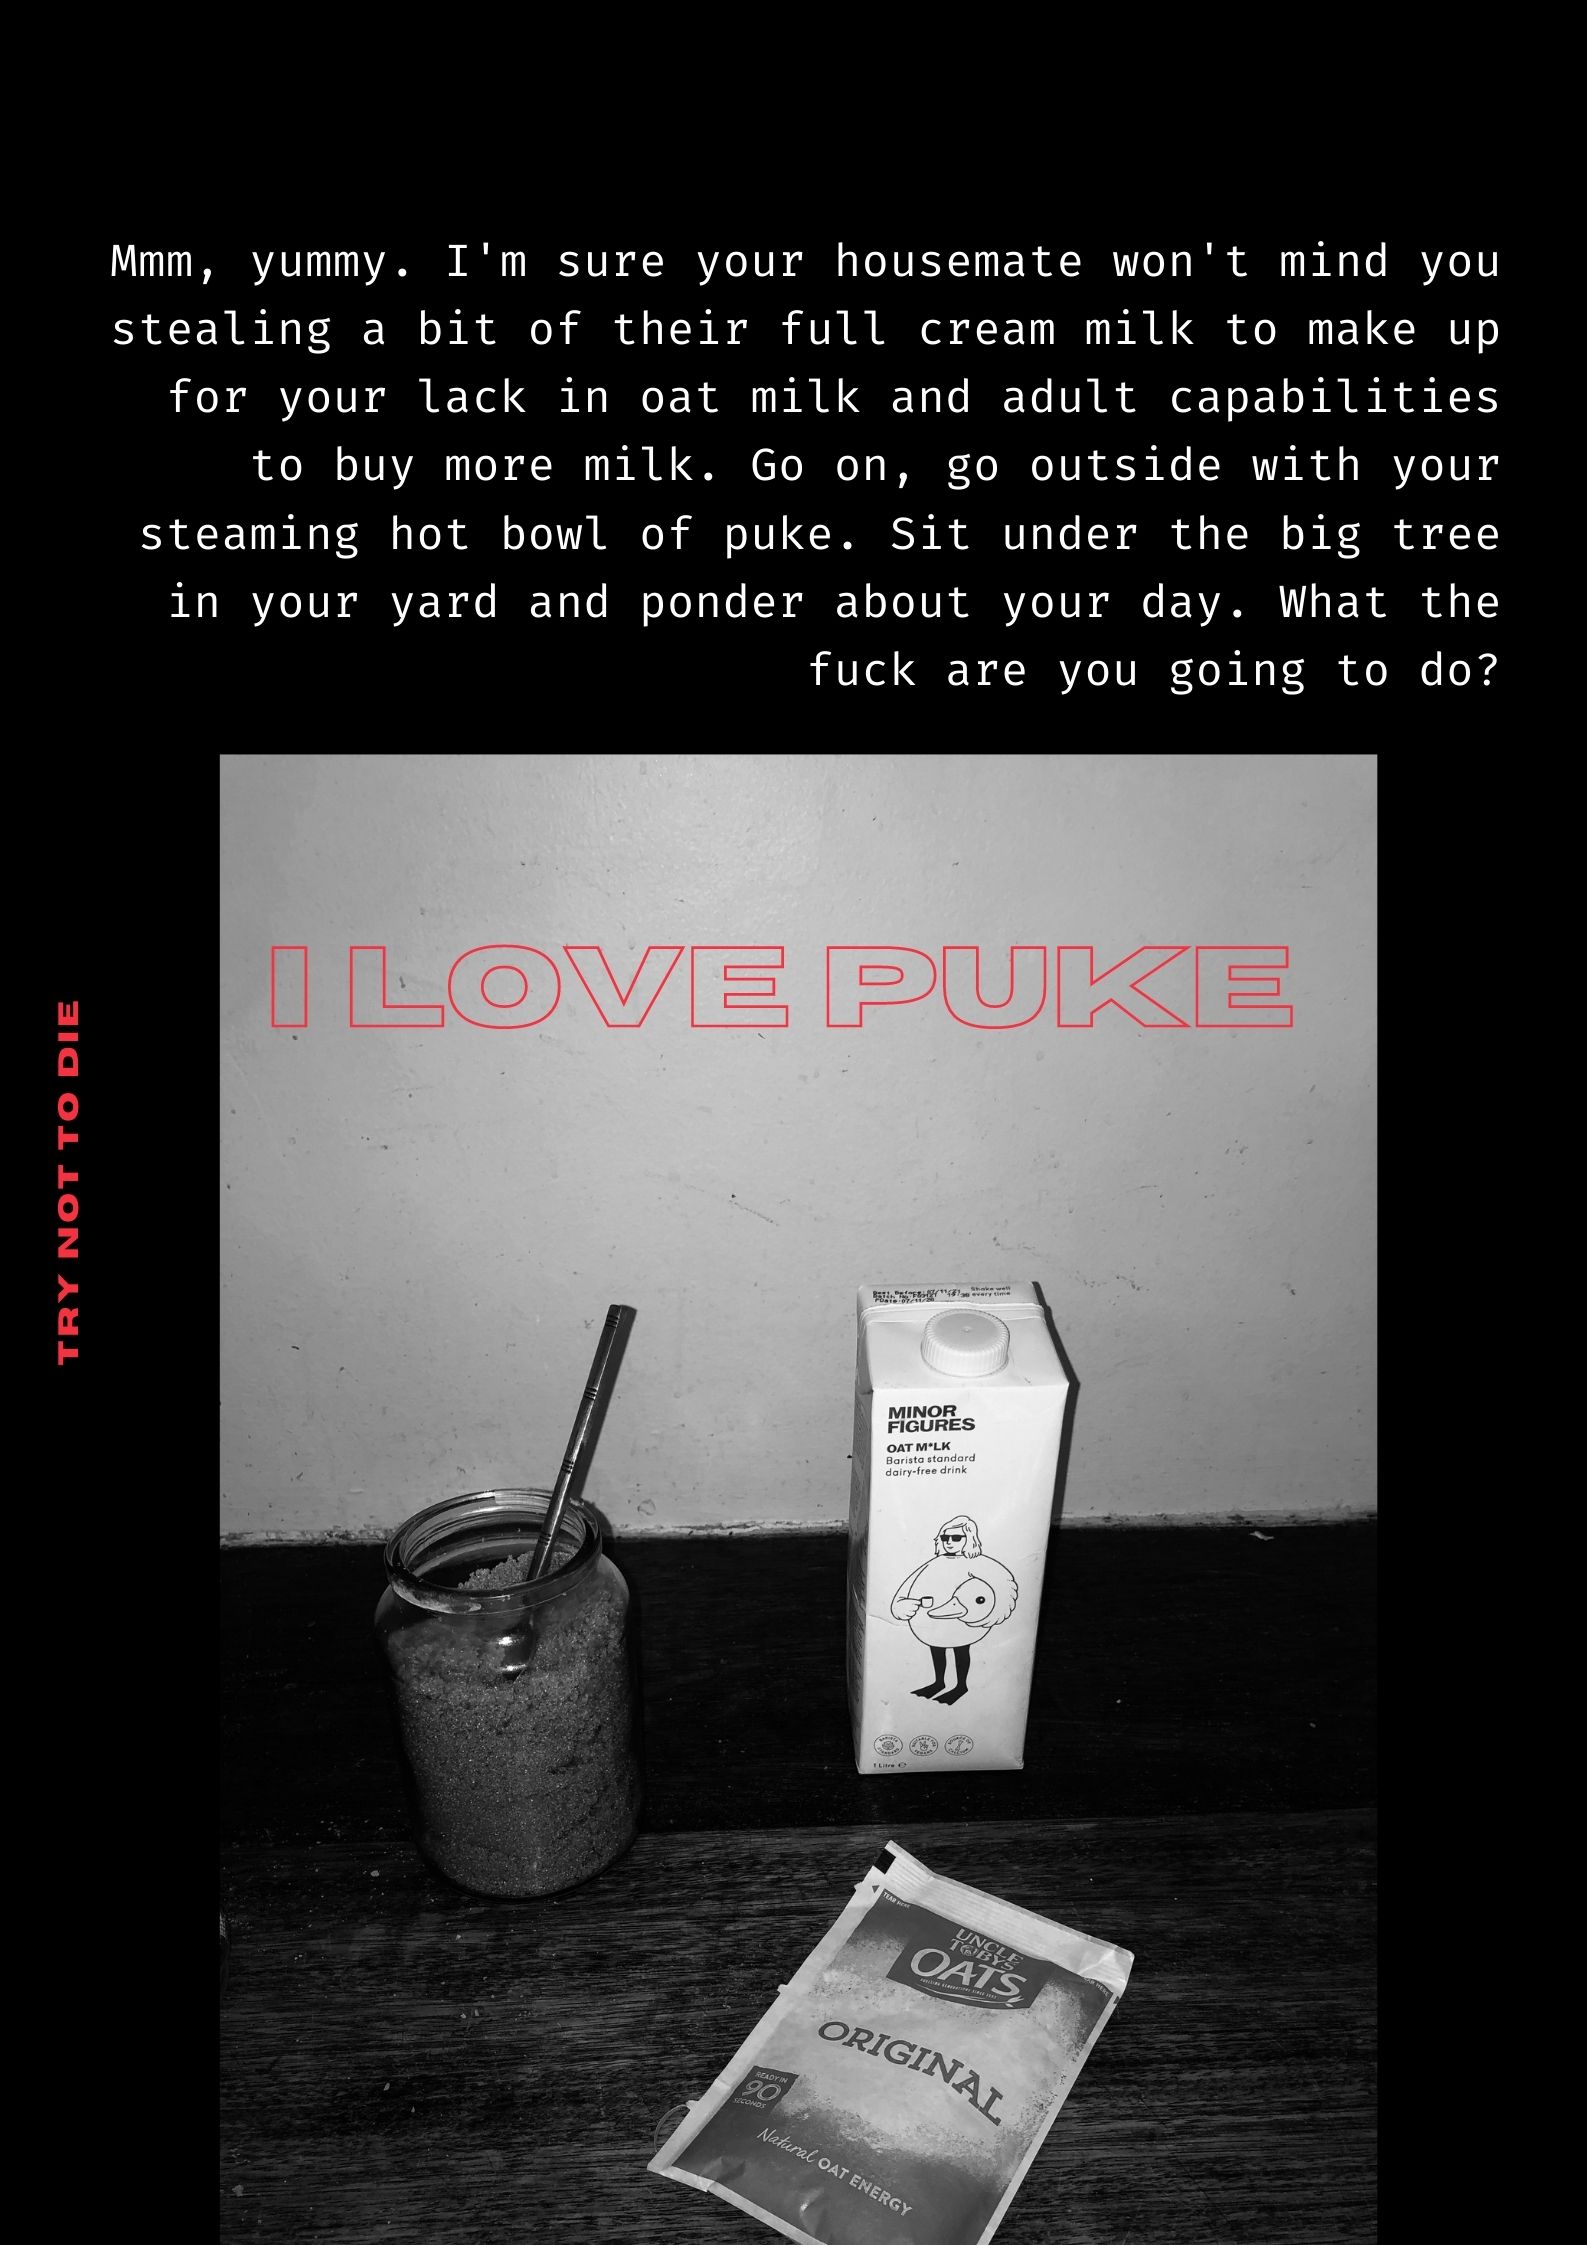 Mmm, yummy. I'm sure your housemate won't mind you
stealing a bit of their full cream milk to make up
for your lack in oat milk and adult capabilities
to buy more milk. Go on, go outside with your
steaming hot bowl of puke. Sit under the big tree
in your yard and ponder about your day. What the
fuck are you going to do?
I LOVE PUKE
TRY NOT TO DIE
Shake well
every time
MINOR
FIGURES
OAT M*LK
Barista standard
dairy-free drink
1 Litre
TEAR HERE
UNCLE
TOBYS
OATS
ORIGINAL
READY IN
90
SECONDS
Natural OAT ENERGY